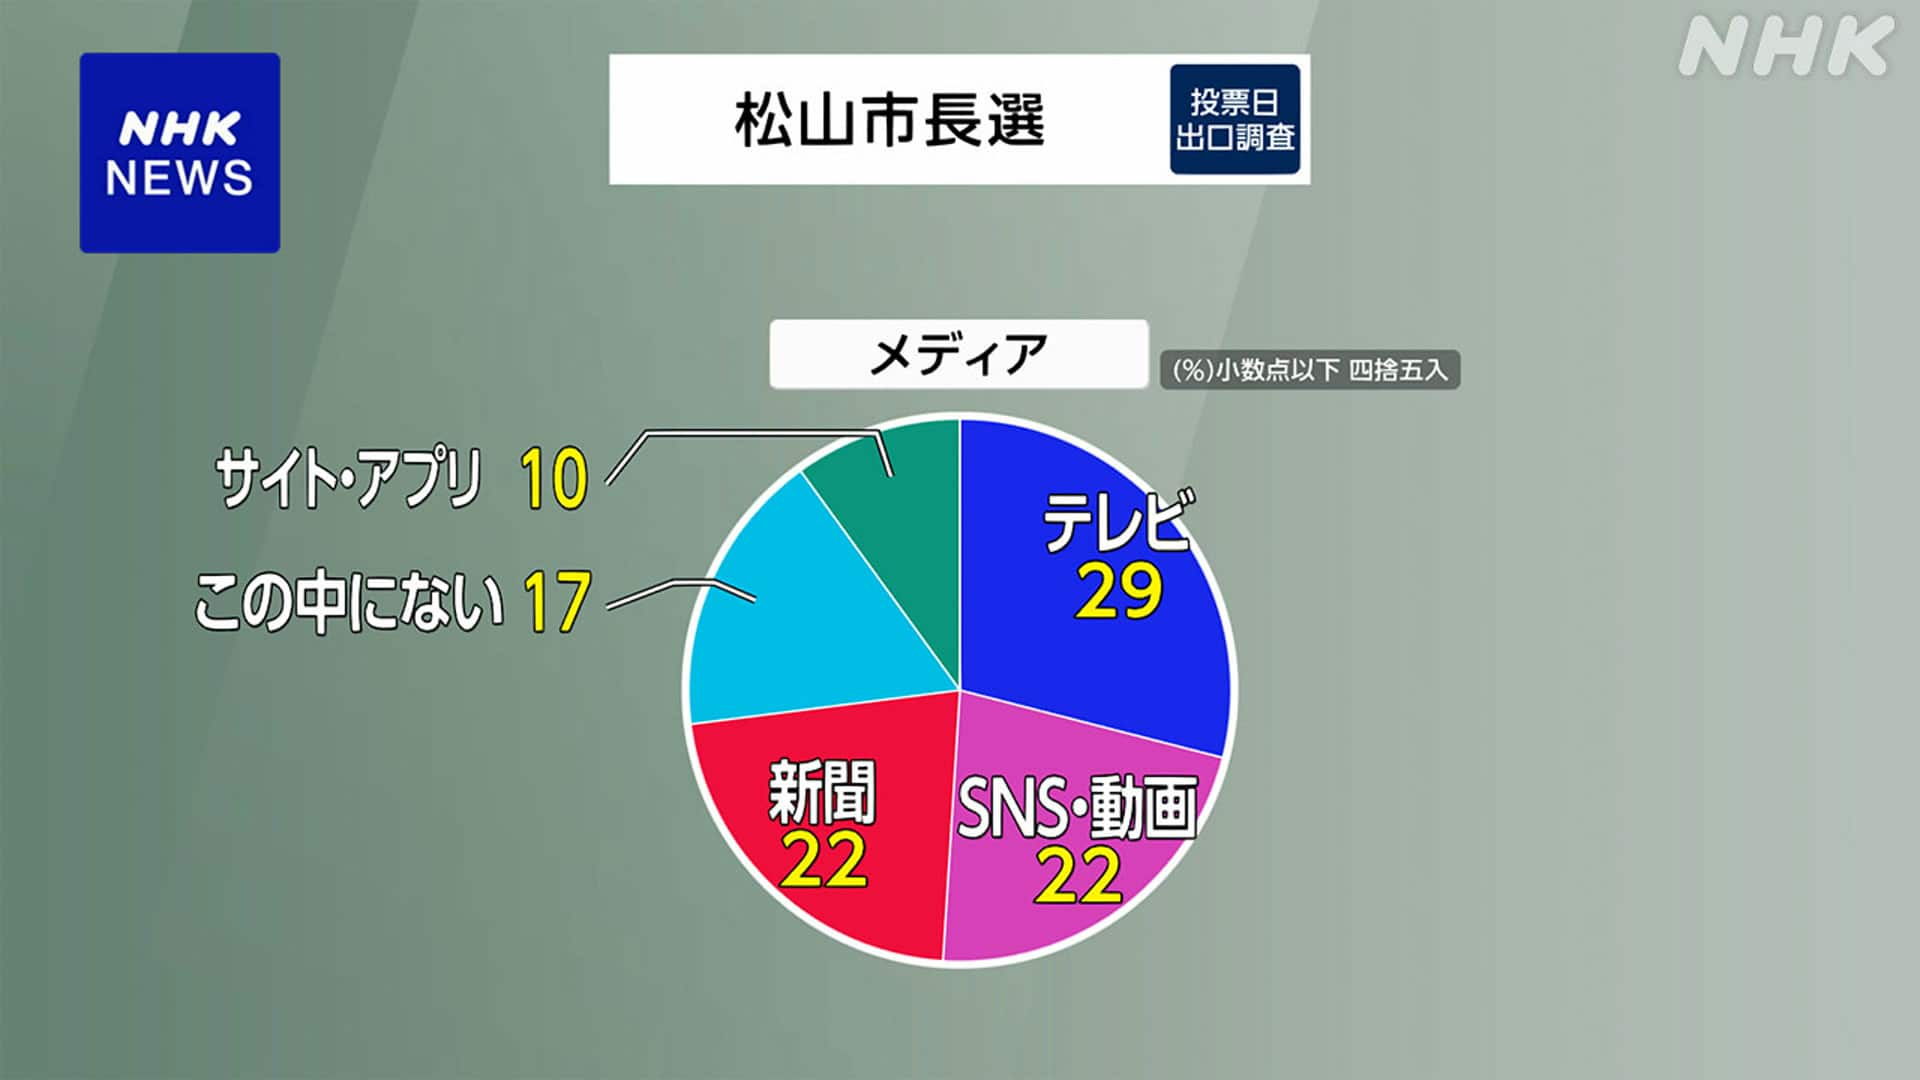 NHK
NHK
NEWS
松山市長選
投票日
出口調査
メディア
(%)小数点以下 四捨五入
サイト・アプリ 10
この中にない 17
テレビ
29
新聞
22
SNS・動画
22